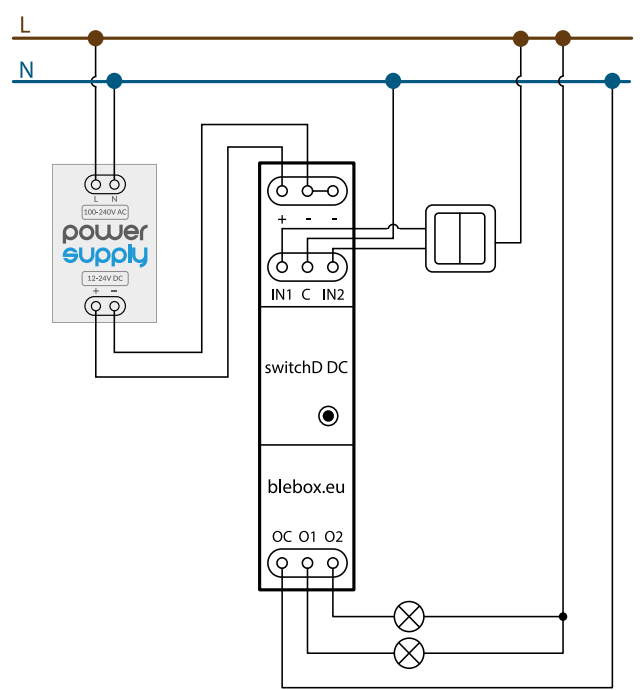 L
N
L N
100-240V AC
power
supply
12-24V DC
+ −
+ - -
IN1 C IN2
switchD DC
blebox.eu
OC O1 O2